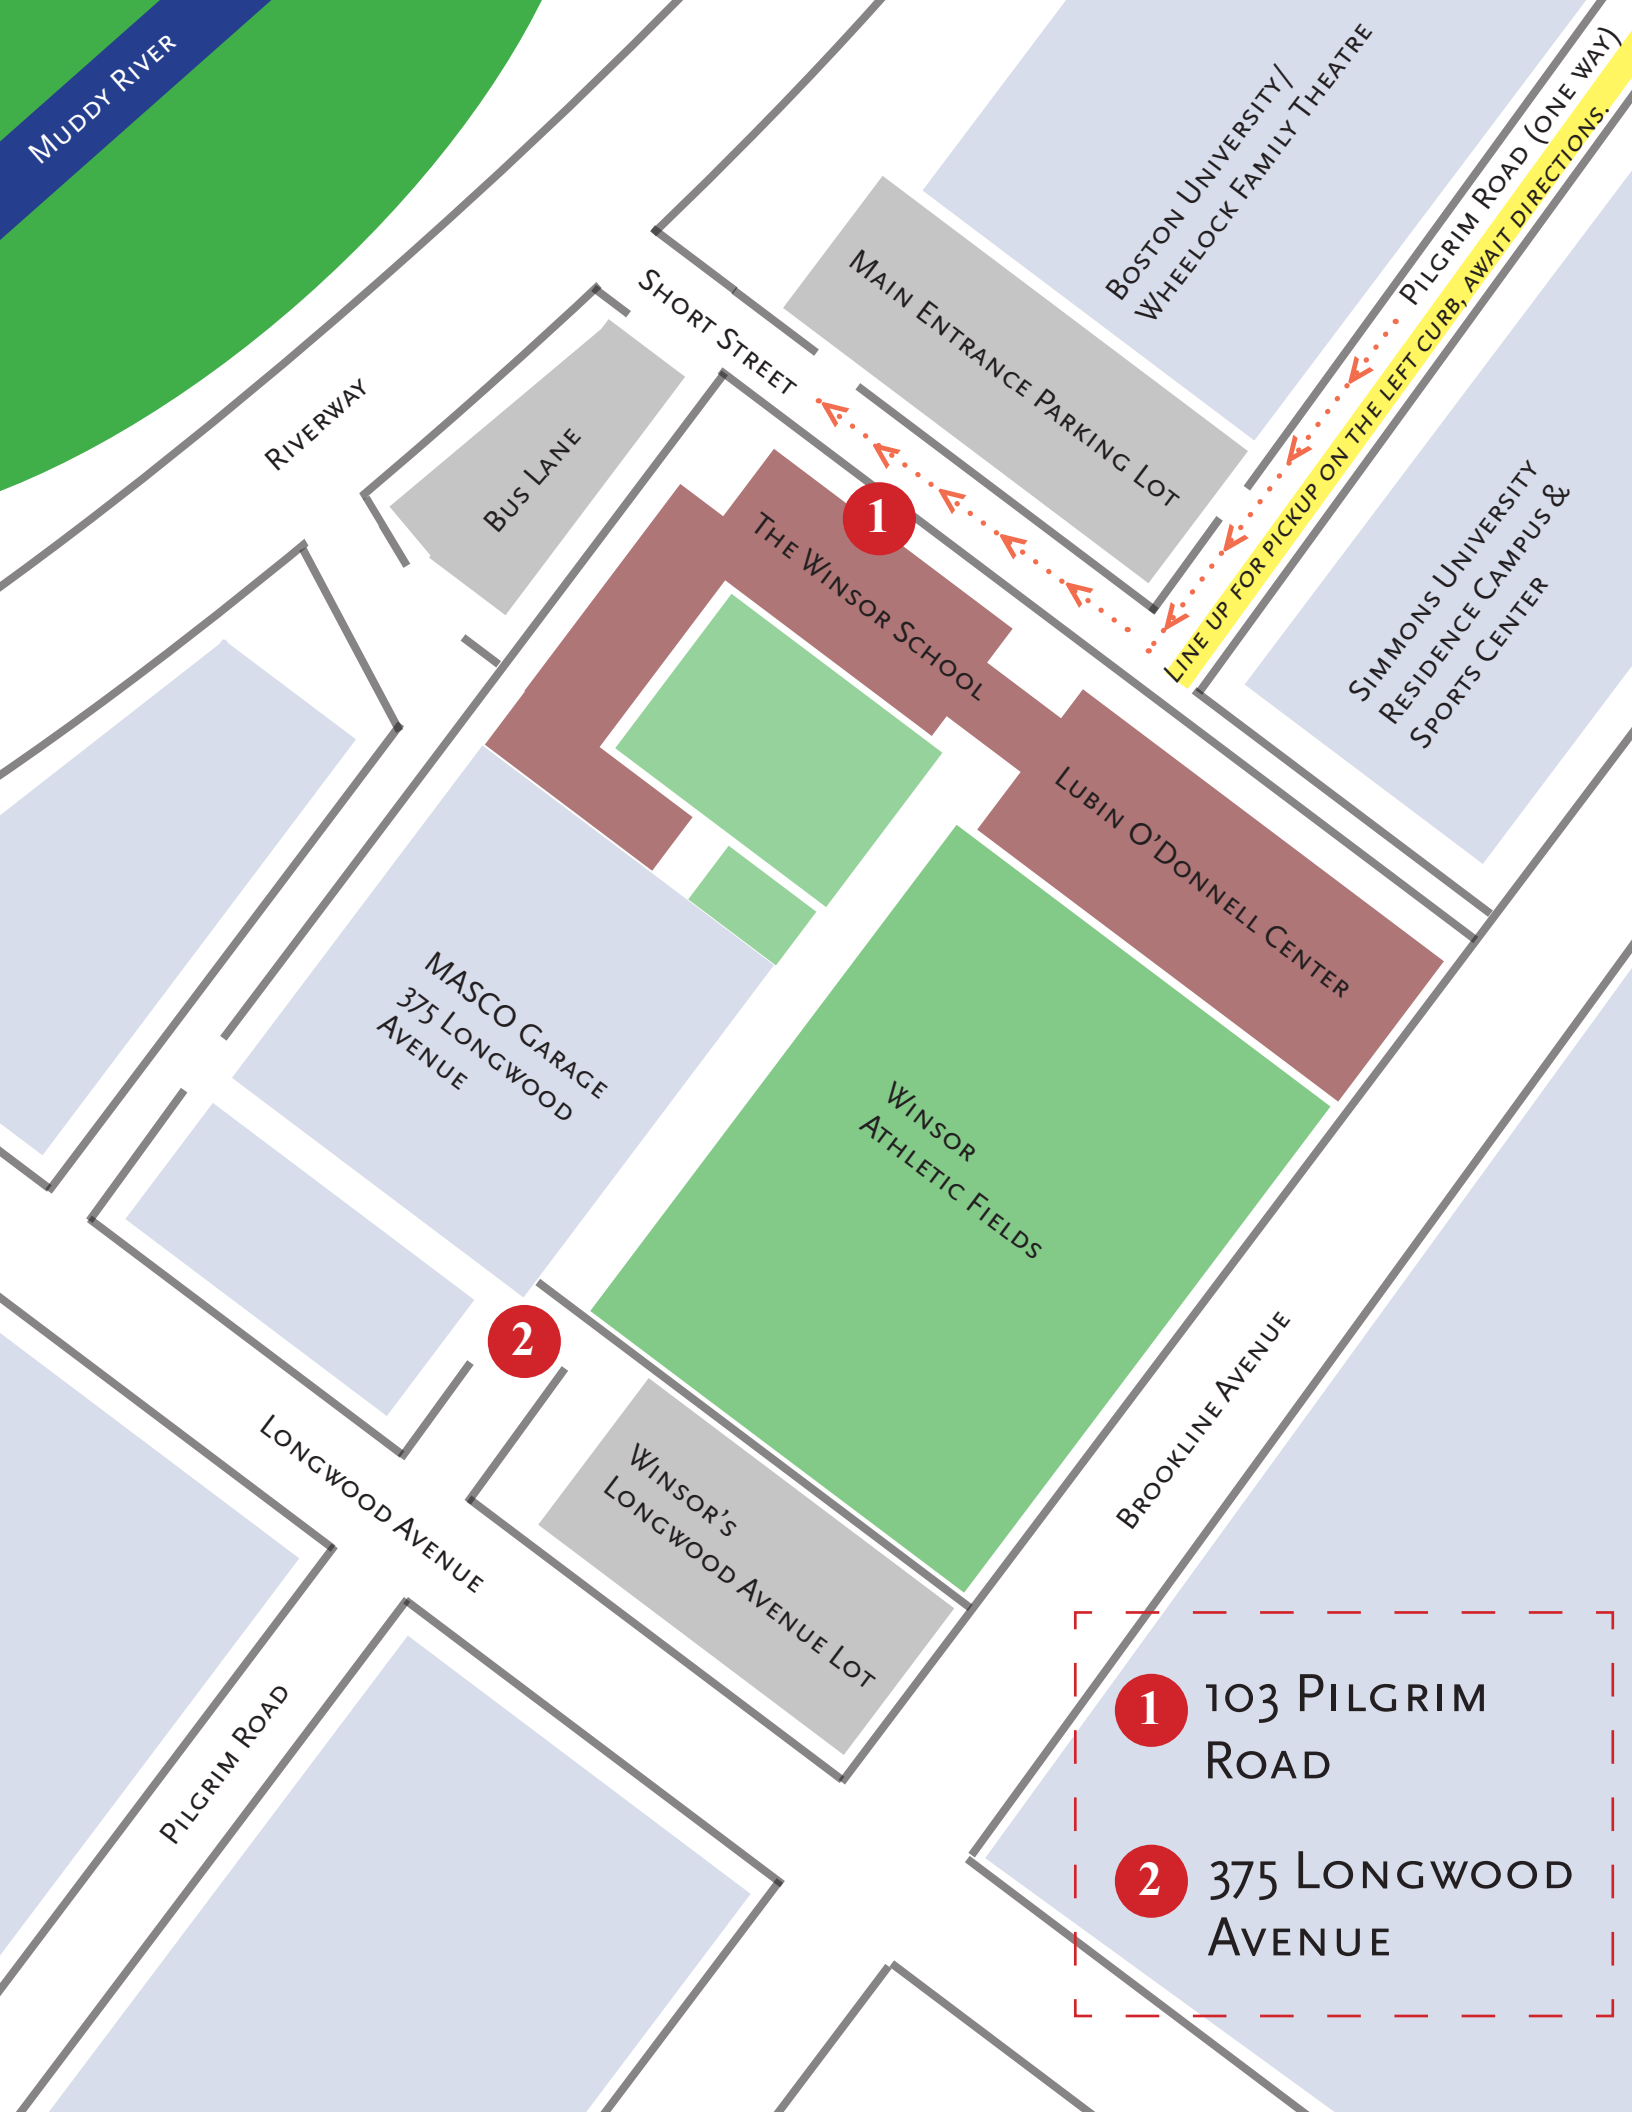 Muddy River
Boston University/
Wheelock Family Theatre
Pilgrim Road (one way)
Line up for pickup on the left curb, await directions.
Main Entrance Parking Lot
Short Street
Riverway
Bus Lane
1
The Winsor School
Simmons University
Residence Campus &
Sports Center
Lubin O'Donnell Center
MASCO Garage
375 Longwood
Avenue
Winsor
Athletic Fields
2
Brookline Avenue
Longwood Avenue
Winsor's
Longwood Avenue Lot
Pilgrim Road
1 103 Pilgrim
Road
2 375 Longwood
Avenue